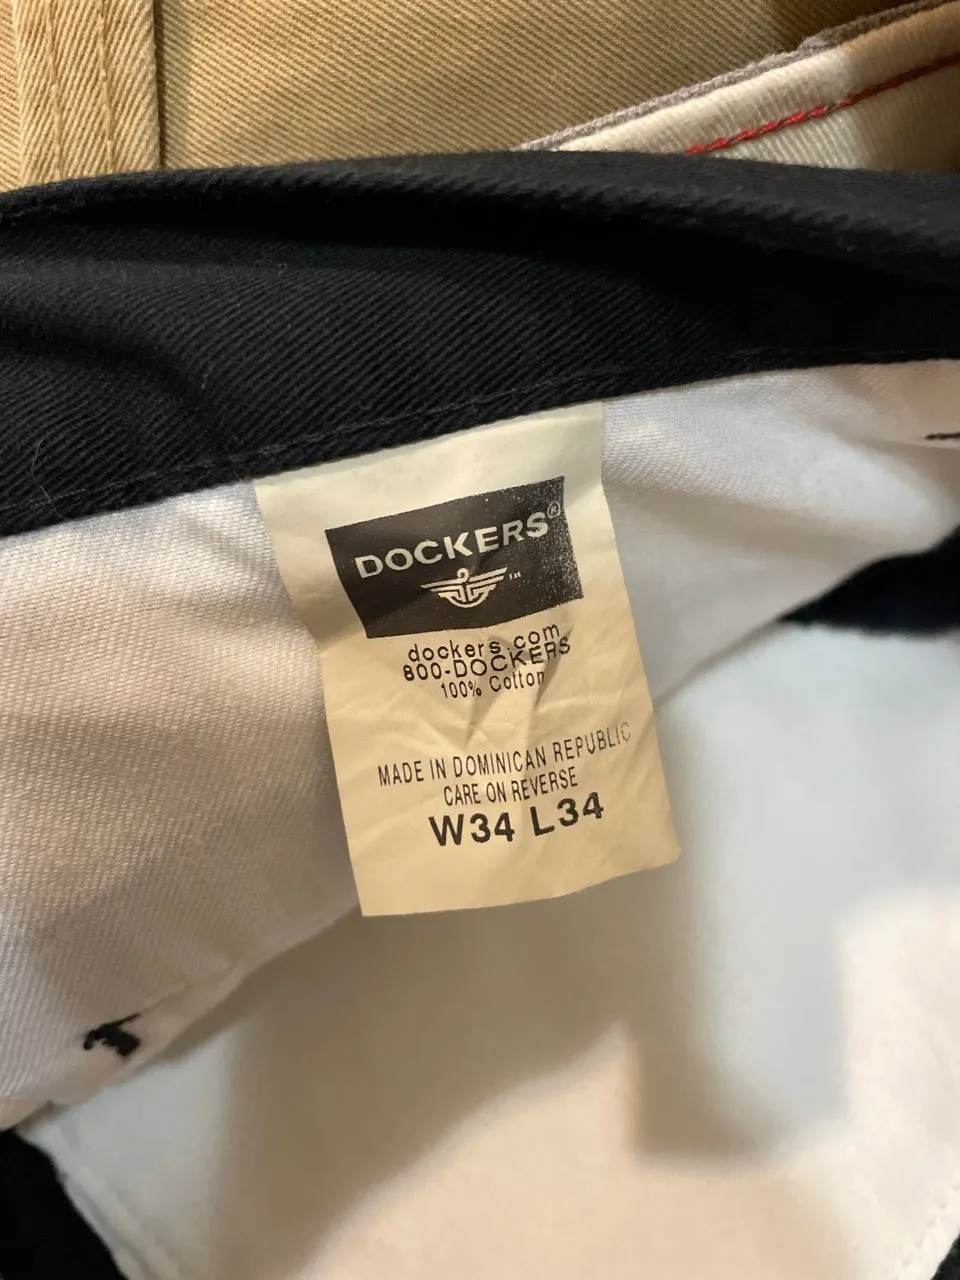 DOCKERS®
™
dockers.com
800-DOCKERS
100% Cotton
MADE IN DOMINICAN REPUBLIC
CARE ON REVERSE
W34 L34